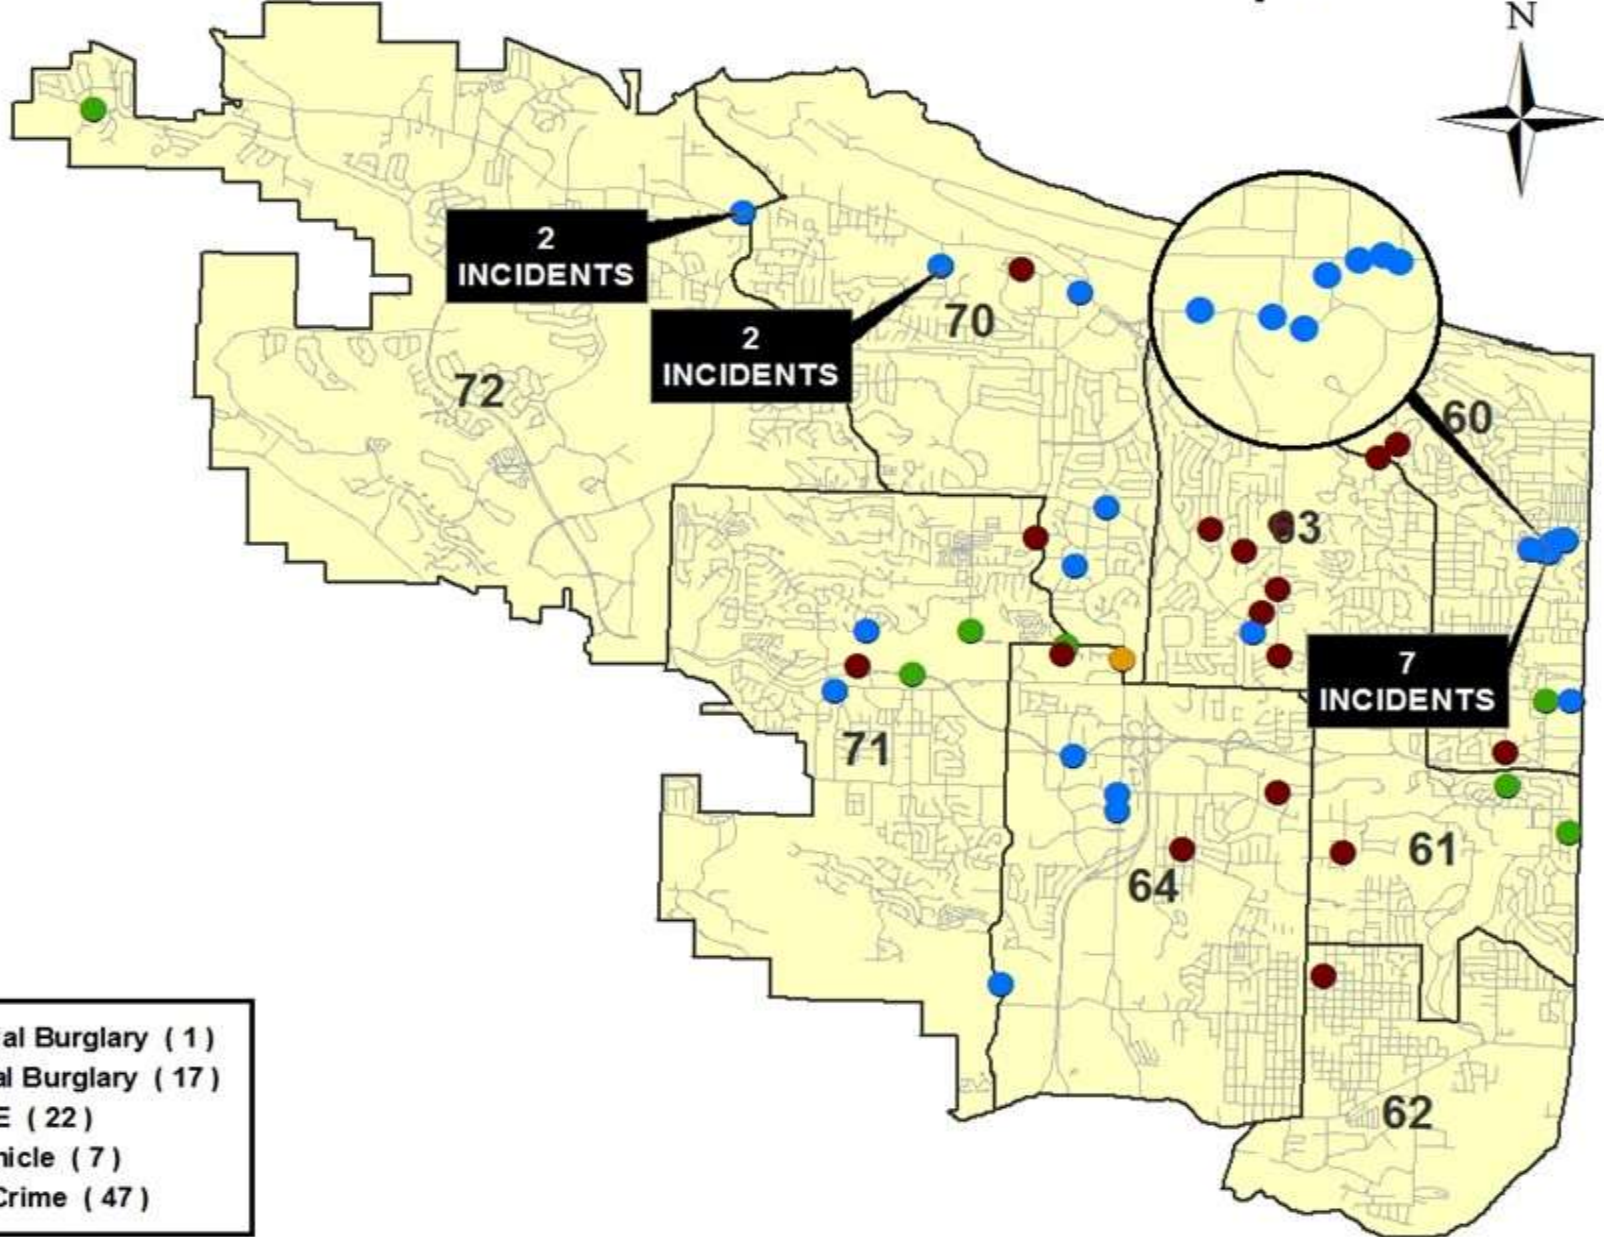 N
2
INCIDENTS
2
INCIDENTS
70
72
60
63
7
INCIDENTS
71
61
64
62
al Burglary ( 1 )
al Burglary ( 17 )
E ( 22 )
icle ( 7 )
Crime ( 47 )